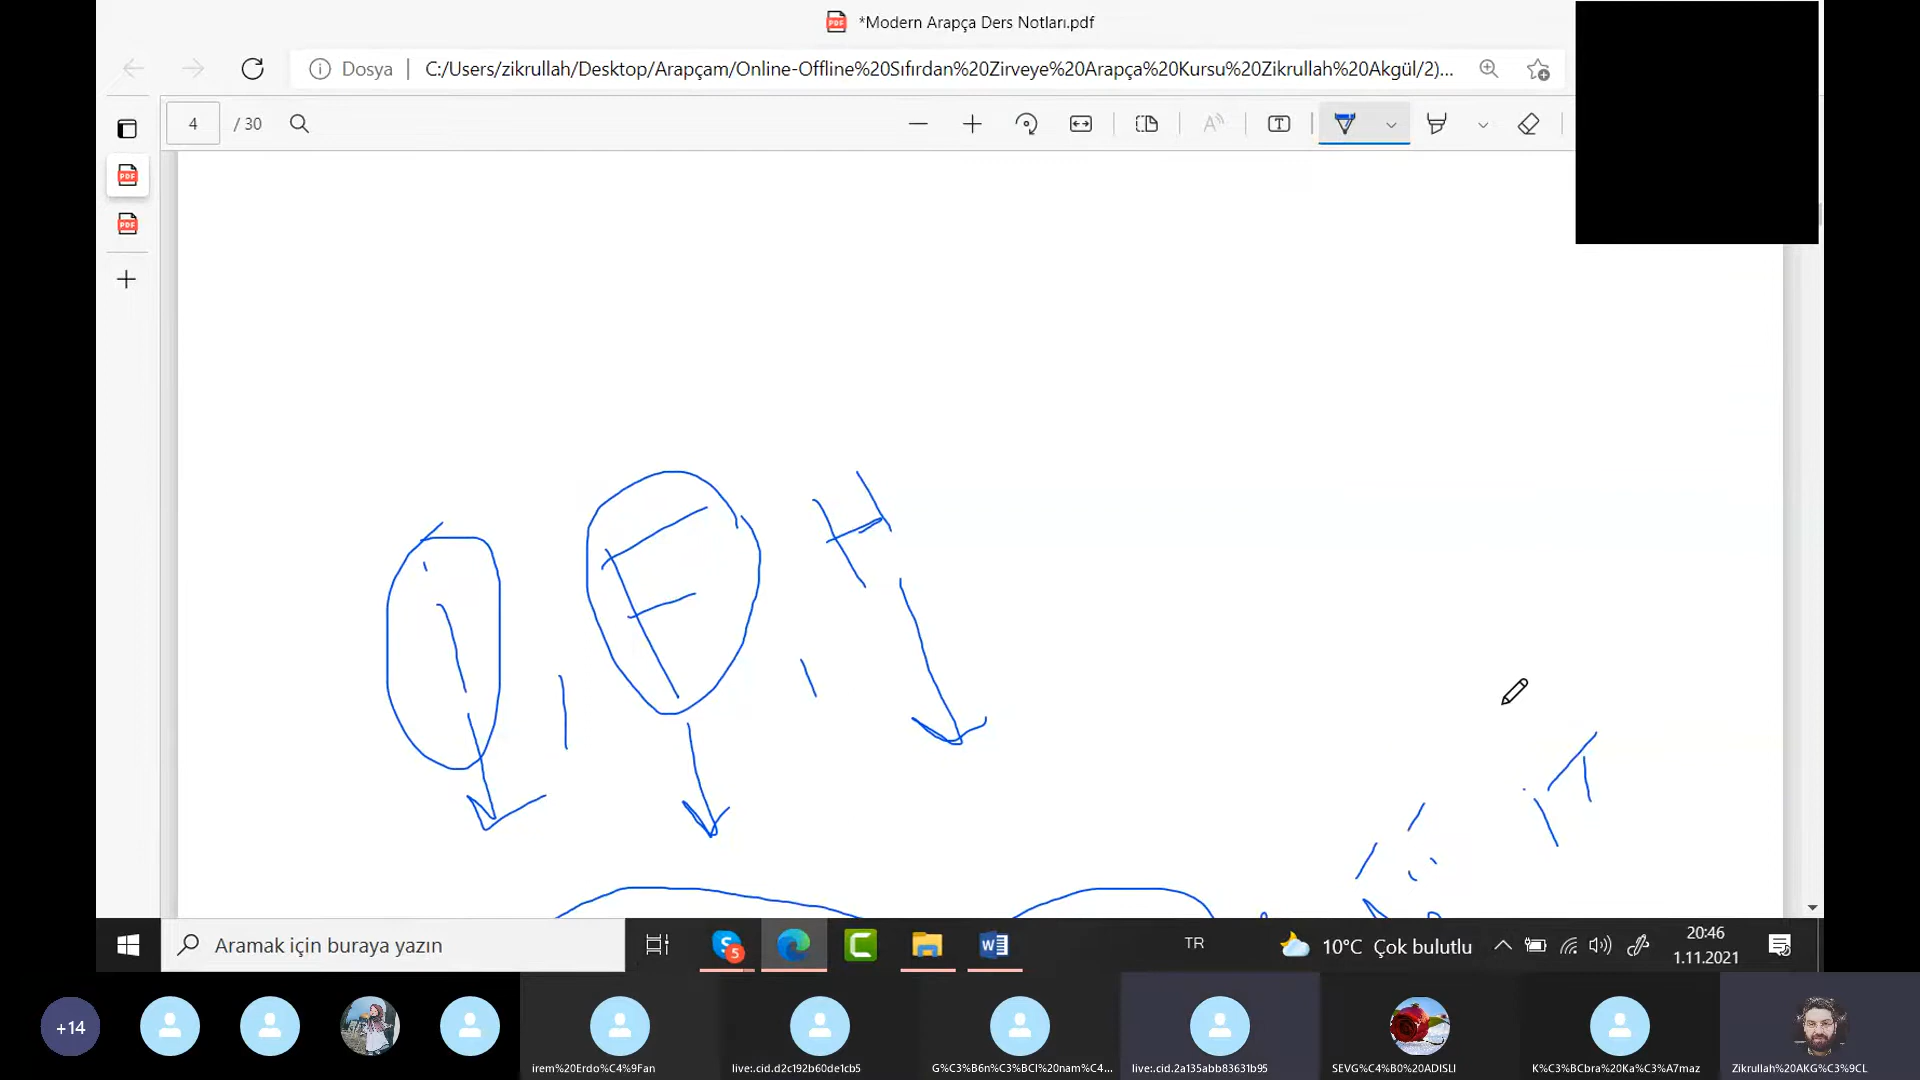 *Modern Arapça Ders Notları.pdf
Dosya C:/Users/zikrullah/Desktop/Arapçam/Online-Offline%20Sıfırdan%20Zirveye%20Arapça%20Kursu%20Zikrullah%20Akgül/2)...
4 / 30
İ F H
Aramak için buraya yazın
5
TR
10°C Çok bulutlu
20:46
1.11.2021
+14
irem%20Erdo%C4%9Fan
live:.cid.d2c192b60de1cb5
G%C3%B6n%C3%BCl%20nam%C4...
live:.cid.2a135abb83631b95
SEVG%C4%B0%20ADISLI
K%C3%BCbra%20Ka%C3%A7maz
Zikrullah%20AKG%C3%9CL